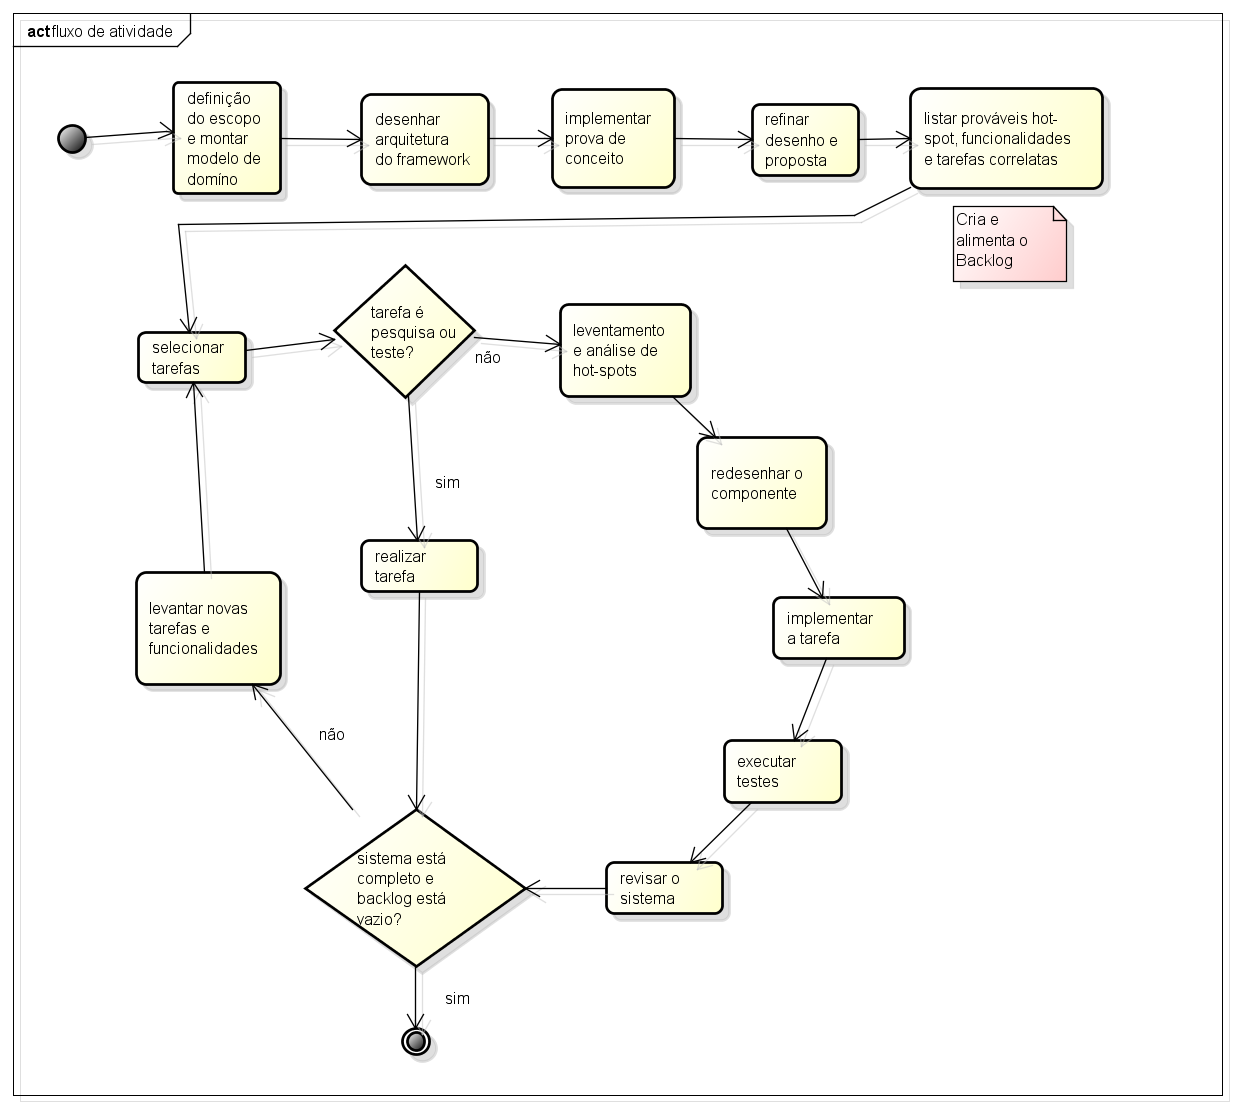 act fluxo de atividade
definição
do escopo
e montar
modelo de
domíno
desenhar
arquitetura
do framework
implementar
prova de
conceito
refinar
desenho e
proposta
listar prováveis hot-
spot, funcionalidades
e tarefas correlatas
Cria e
alimenta o
Backlog
selecionar
tarefas
tarefa é
pesquisa ou
teste?
não
leventamento
e análise de
hot-spots
redesenhar o
componente
sim
realizar
tarefa
levantar novas
tarefas e
funcionalidades
implementar
a tarefa
não
executar
testes
sistema está
completo e
backlog está
vazio?
revisar o
sistema
sim